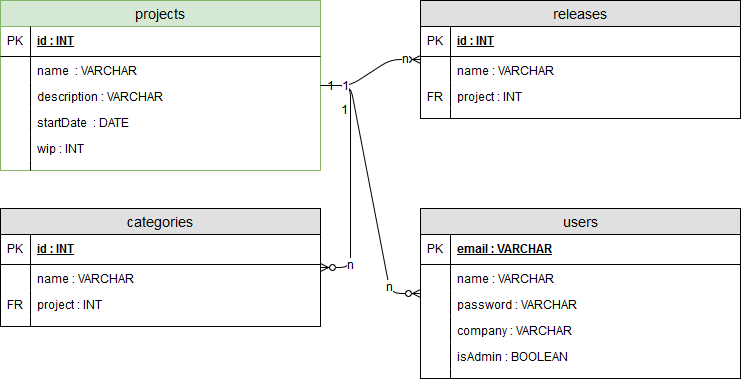 projects
PK id : INT
name : VARCHAR
description : VARCHAR
startDate : DATE
wip : INT
releases
PK id : INT
name : VARCHAR
FR project : INT
1 1 n
1
categories
PK id : INT
name : VARCHAR
FR project : INT
n
n
users
PK email : VARCHAR
name : VARCHAR
password : VARCHAR
company : VARCHAR
isAdmin : BOOLEAN